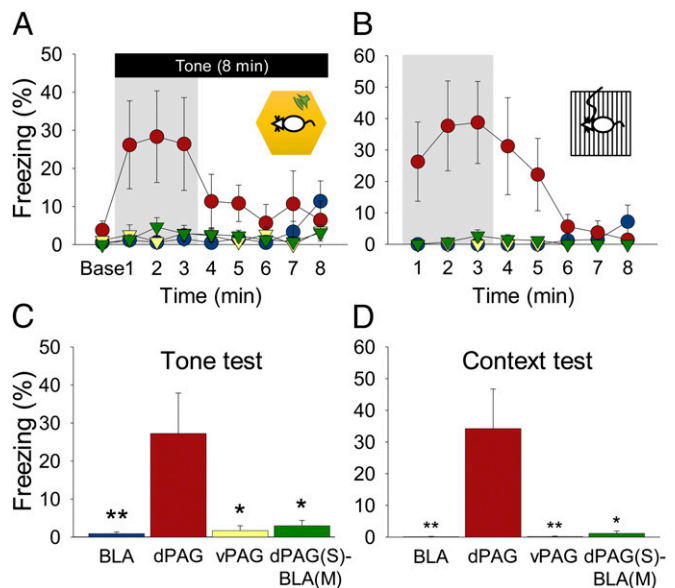 A
B
50
40
30
20
10
0
Freezing (%)
Tone (8 min)
Base1 2 3 4 5 6 7 8
Time (min)
60
50
40
30
20
10
0
1 2 3 4 5 6 7 8
Time (min)
C
D
50
40
30
20
10
0
Freezing (%)
Tone test
** * *
BLA dPAG vPAG dPAG(S)-
BLA(M)
60
50
40
30
20
10
0
Context test
** ** *
BLA dPAG vPAG dPAG(S)-
BLA(M)